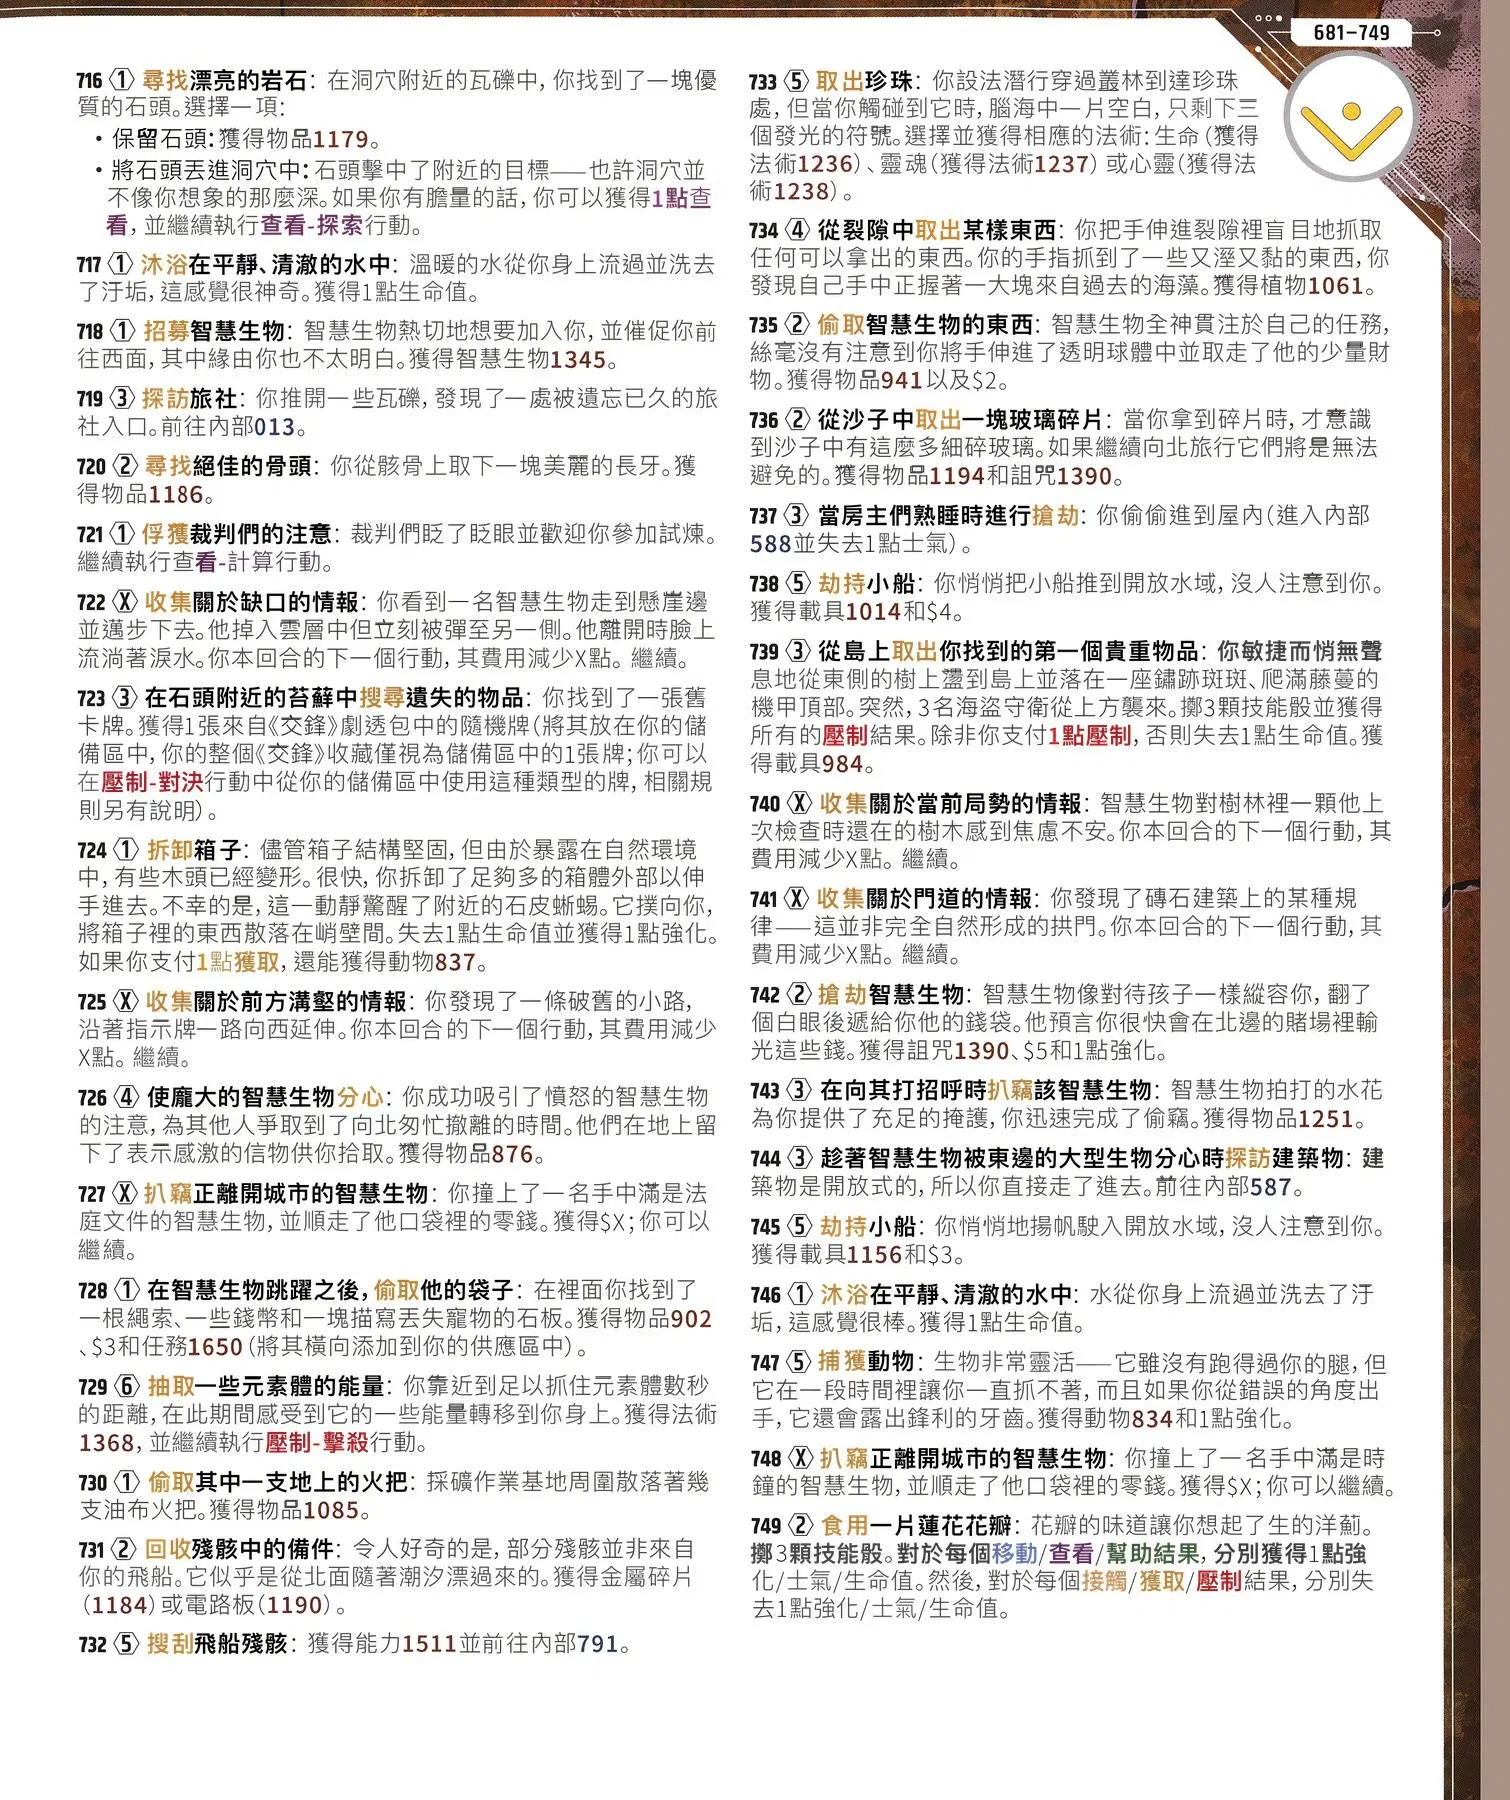 681–749
716 ① 尋找漂亮的岩石：在洞穴附近的瓦礫中，你找到了一塊優
質的石頭。選擇一項：
・保留石頭：獲得物品1179。
・將石頭丟進洞穴中：石頭擊中了附近的目標——也許洞穴並
不像你想象的那麼深。如果你有膽量的話，你可以獲得1點查
看，並繼續執行查看-探索行動。
717 ① 沐浴在平靜、清澈的水中：溫暖的水從你身上流過並洗去
了汙垢，這感覺很神奇。獲得1點生命值。
718 ① 招募智慧生物：智慧生物熱切地想要加入你，並催促你前
往西面，其中緣由你也不太明白。獲得智慧生物1345。
719 ③ 探訪旅社：你推開一些瓦礫，發現了一處被遺忘已久的旅
社入口。前往內部013。
720 ② 尋找絕佳的骨頭：你從骸骨上取下一塊美麗的長牙。獲
得物品1186。
721 ① 俘獲裁判們的注意：裁判們眨了眨眼並歡迎你參加試煉。
繼續執行查看-計算行動。
722 Ⓧ 收集關於缺口的情報：你看到一名智慧生物走到懸崖邊
並邁步下去。他掉入雲層中但立刻被彈至另一側。他離開時臉上
流淌著淚水。你本回合的下一個行動，其費用減少X點。繼續。
723 ③ 在石頭附近的苔蘚中搜尋遺失的物品：你找到了一張舊
卡牌。獲得1張來自《交鋒》劇透包中的隨機牌（將其放在你的儲
備區中，你的整個《交鋒》收藏僅視為儲備區中的1張牌；你可以
在壓制-對決行動中從你的儲備區中使用這種類型的牌，相關規
則另有說明）。
724 ① 拆卸箱子：儘管箱子結構堅固，但由於暴露在自然環境
中，有些木頭已經變形。很快，你拆卸了足夠多的箱體外部以伸
手進去。不幸的是，這一動靜驚醒了附近的石皮蜥蜴。它撲向你，
將箱子裡的東西散落在峭壁間。失去1點生命值並獲得1點強化。
如果你支付1點獲取，還能獲得動物837。
725 Ⓧ 收集關於前方溝壑的情報：你發現了一條破舊的小路，
沿著指示牌一路向西延伸。你本回合的下一個行動，其費用減少
X點。繼續。
726 ④ 使龐大的智慧生物分心：你成功吸引了憤怒的智慧生物
的注意，為其他人爭取到了向北匆忙撤離的時間。他們在地上留
下了表示感激的信物供你拾取。獲得物品876。
727 Ⓧ 扒竊正離開城市的智慧生物：你撞上了一名手中滿是法
庭文件的智慧生物，並順走了他口袋裡的零錢。獲得$X；你可以
繼續。
728 ① 在智慧生物跳躍之後，偷取他的袋子：在裡面你找到了
一根繩索、一些錢幣和一塊描寫丟失寵物的石板。獲得物品902
、$3和任務1650（將其橫向添加到你的供應區中）。
729 ⑥ 抽取一些元素體的能量：你靠近到足以抓住元素體數秒
的距離，在此期間感受到它的一些能量轉移到你身上。獲得法術
1368，並繼續執行壓制-擊殺行動。
730 ① 偷取其中一支地上的火把：採礦作業基地周圍散落著幾
支油布火把。獲得物品1085。
731 ② 回收殘骸中的備件：令人好奇的是，部分殘骸並非來自
你的飛船。它似乎是從北面隨著潮汐漂過來的。獲得金屬碎片
（1184）或電路板（1190）。
732 ⑤ 搜刮飛船殘骸：獲得能力1511並前往內部791。
733 ⑤ 取出珍珠：你設法潛行穿過叢林到達珍珠
處，但當你觸碰到它時，腦海中一片空白，只剩下三
個發光的符號。選擇並獲得相應的法術：生命（獲得
法術1236）、靈魂（獲得法術1237）或心靈（獲得法
術1238）。
734 ④ 從裂隙中取出某樣東西：你把手伸進裂隙裡盲目地抓取
任何可以拿出的東西。你的手指抓到了一些又溼又黏的東西，你
發現自己手中正握著一大塊來自過去的海藻。獲得植物1061。
735 ② 偷取智慧生物的東西：智慧生物全神貫注於自己的任務，
絲毫沒有注意到你將手伸進了透明球體中並取走了他的少量財
物。獲得物品941以及$2。
736 ② 從沙子中取出一塊玻璃碎片：當你拿到碎片時，才意識
到沙子中有這麼多細碎玻璃。如果繼續向北旅行它們將是無法
避免的。獲得物品1194和詛咒1390。
737 ③ 當房主們熟睡時進行搶劫：你偷偷進到屋內（進入內部
588並失去1點士氣）。
738 ⑤ 劫持小船：你悄悄把小船推到開放水域，沒人注意到你。
獲得載具1014和$4。
739 ③ 從島上取出你找到的第一個貴重物品：你敏捷而悄無聲
息地從東側的樹上盪到島上並落在一座鏽跡斑斑、爬滿藤蔓的
機甲頂部。突然，3名海盜守衛從上方襲來。擲3顆技能骰並獲得
所有的壓制結果。除非你支付1點壓制，否則失去1點生命值。獲
得載具984。
740 Ⓧ 收集關於當前局勢的情報：智慧生物對樹林裡一顆他上
次檢查時還在的樹木感到焦慮不安。你本回合的下一個行動，其
費用減少X點。繼續。
741 Ⓧ 收集關於門道的情報：你發現了磚石建築上的某種規
律——這並非完全自然形成的拱門。你本回合的下一個行動，其
費用減少X點。繼續。
742 ② 搶劫智慧生物：智慧生物像對待孩子一樣縱容你，翻了
個白眼後遞給你他的錢袋。他預言你很快會在北邊的賭場裡輸
光這些錢。獲得詛咒1390、$5和1點強化。
743 ③ 在向其打招呼時扒竊該智慧生物：智慧生物拍打的水花
為你提供了充足的掩護，你迅速完成了偷竊。獲得物品1251。
744 ③ 趁著智慧生物被東邊的大型生物分心時探訪建築物：建
築物是開放式的，所以你直接走了進去。前往內部587。
745 ⑤ 劫持小船：你悄悄地揚帆駛入開放水域，沒人注意到你。
獲得載具1156和$3。
746 ① 沐浴在平靜、清澈的水中：水從你身上流過並洗去了汙
垢，這感覺很棒。獲得1點生命值。
747 ⑤ 捕獲動物：生物非常靈活——它雖沒有跑得過你的腿，但
它在一段時間裡讓你一直抓不著，而且如果你從錯誤的角度出
手，它還會露出鋒利的牙齒。獲得動物834和1點強化。
748 Ⓧ 扒竊正離開城市的智慧生物：你撞上了一名手中滿是時
鐘的智慧生物，並順走了他口袋裡的零錢。獲得$X；你可以繼續。
749 ② 食用一片蓮花花瓣：花瓣的味道讓你想起了生的洋薊。
擲3顆技能骰。對於每個移動/查看/幫助結果，分別獲得1點強
化/士氣/生命值。然後，對於每個接觸/獲取/壓制結果，分別失
去1點強化/士氣/生命值。